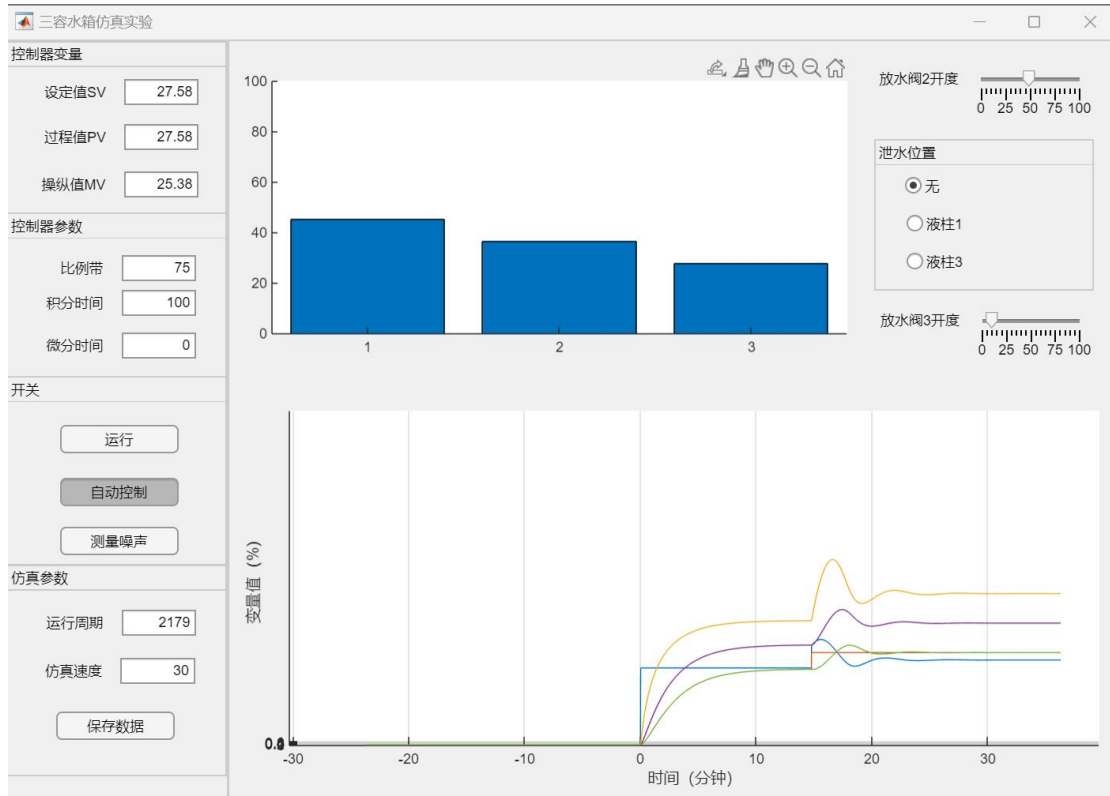 三容水箱仿真实验
控制器变量
设定值SV 27.58
过程值PV 27.58
操纵值MV 25.38
控制器参数
比例带 75
积分时间 100
微分时间 0
开关
运行
自动控制
测量噪声
仿真参数
运行周期 2179
仿真速度 30
保存数据
100
80
60
40
20
0
1 2 3
放水阀2开度
0 25 50 75 100
泄水位置
无
液柱1
液柱3
放水阀3开度
0 25 50 75 100
变量值 (%)
-30 -20 -10 0 10 20 30
时间 (分钟)